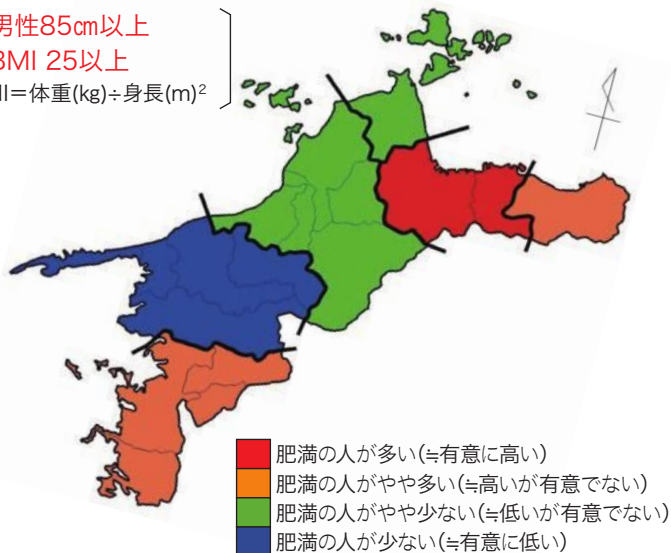 男性85㎝以上
BMI 25以上
MI＝体重(kg)÷身長(m)²
肥満の人が多い(≒有意に高い)
肥満の人がやや多い(≒高いが有意でない)
肥満の人がやや少ない(≒低いが有意でない)
肥満の人が少ない(≒有意に低い)